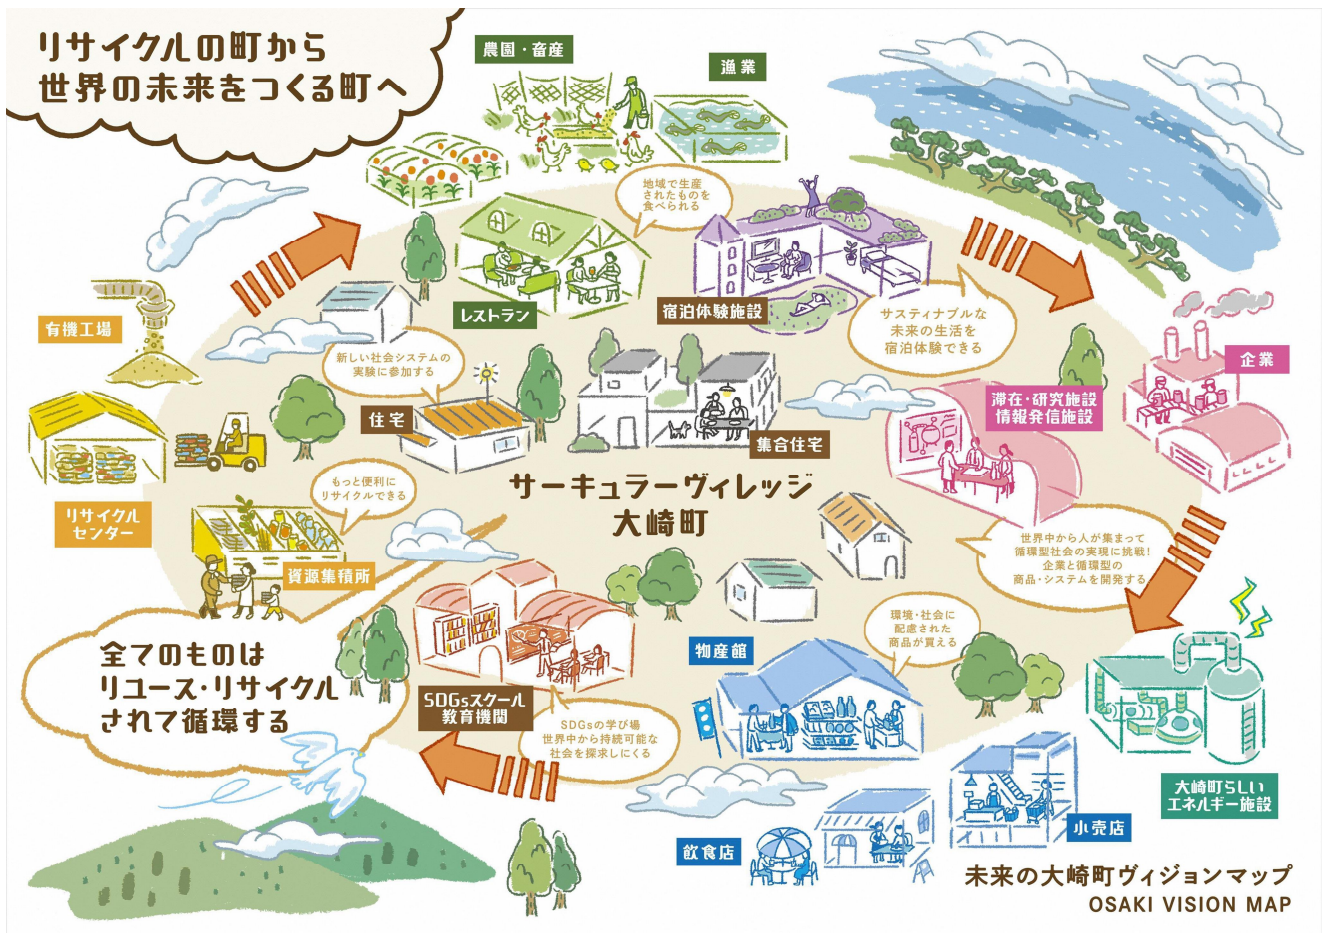 リサイクルの町から
世界の未来をつくる町へ
農園・畜産
漁業
地域で生産
されたものを
食べられる
レストラン
宿泊体験施設
サスティナブルな
未来の生活を
宿泊体験できる
有機工場
新しい社会システムの
実験に参加する
住宅
集合住宅
企業
滞在・研究施設
情報発信施設
リサイクル
センター
もっと便利に
リサイクルできる
資源集積所
サーキュラーヴィレッジ
大崎町
世界中から人が集まって
循環型社会の実現に挑戦!
企業と循環型の
商品・システムを開発する
全てのものは
リユース・リサイクル
されて循環する
SDGsスクール
教育機関
SDGsの学び場
世界中から持続可能な
社会を探求しにくる
物産館
環境・社会に
配慮された
商品が買える
大崎町らしい
エネルギー施設
飲食店
小売店
未来の大崎町ヴィジョンマップ
OSAKI VISION MAP